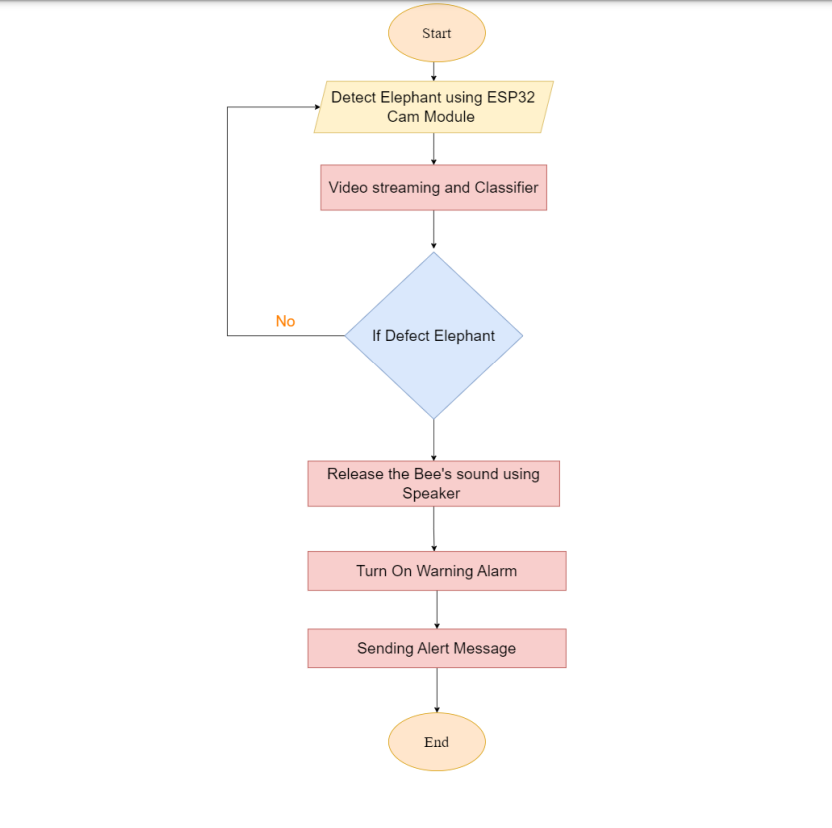 Start
Detect Elephant using ESP32
Cam Module
Video streaming and Classifier
No
If Defect Elephant
Release the Bee's sound using
Speaker
Turn On Warning Alarm
Sending Alert Message
End